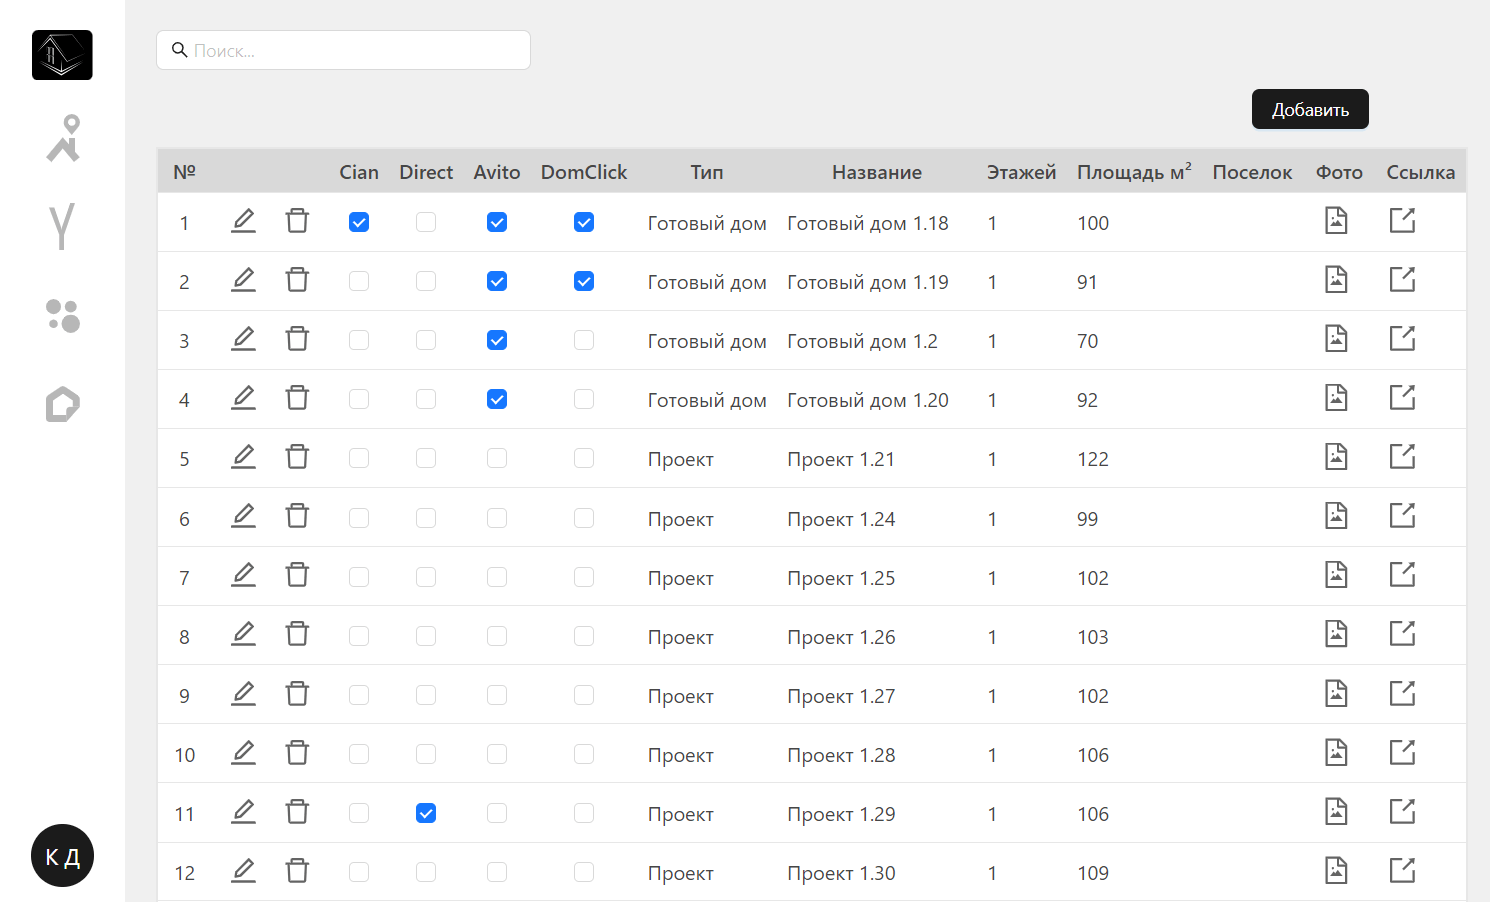 Поиск...
Добавить
№ Cian Direct Avito DomClick Тип Название Этажей Площадь м² Поселок Фото Ссылка
1 Готовый дом Готовый дом 1.18 1 100
2 Готовый дом Готовый дом 1.19 1 91
3 Готовый дом Готовый дом 1.2 1 70
4 Готовый дом Готовый дом 1.20 1 92
5 Проект Проект 1.21 1 122
6 Проект Проект 1.24 1 99
7 Проект Проект 1.25 1 102
8 Проект Проект 1.26 1 103
9 Проект Проект 1.27 1 102
10 Проект Проект 1.28 1 106
11 Проект Проект 1.29 1 106
12 Проект Проект 1.30 1 109
К Д